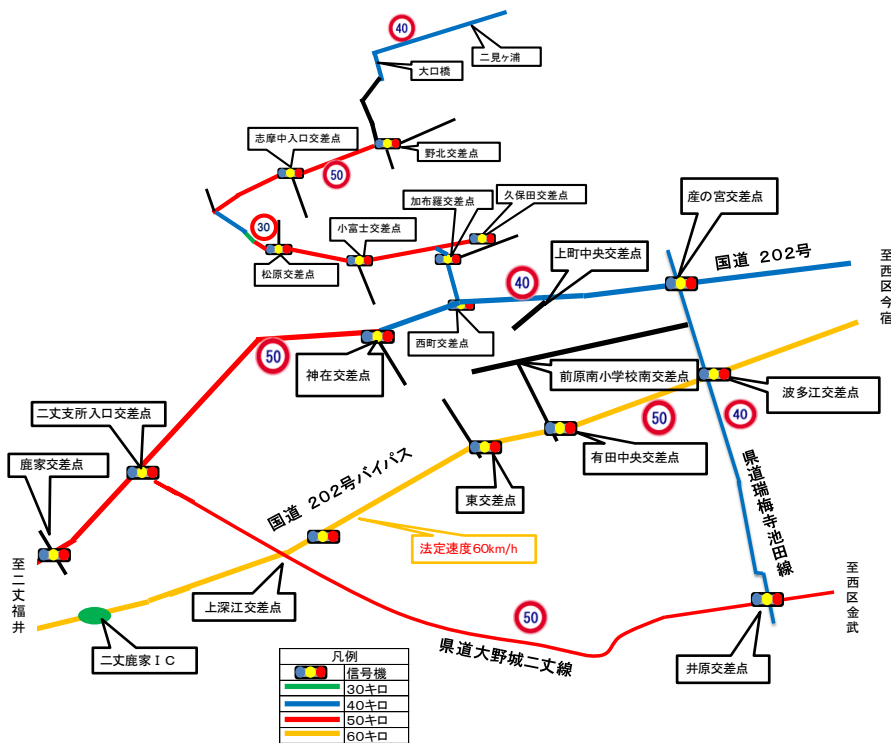 40
二見ヶ浦
大口橋
志摩中入口交差点
野北交差点
50
加布羅交差点
久保田交差点
30
小富士交差点
松原交差点
上町中央交差点
産の宮交差点
国道 202号
至西区今宿
40
西町交差点
50
神在交差点
前原南小学校南交差点
波多江交差点
50
40
二丈支所入口交差点
有田中央交差点
鹿家交差点
国道 202号バイパス
東交差点
県道瑞梅寺池田線
法定速度60km/h
至二丈福井
上深江交差点
至西区金武
50
県道大野城二丈線
二丈鹿家IC
井原交差点
凡例
信号機
30キロ
40キロ
50キロ
60キロ